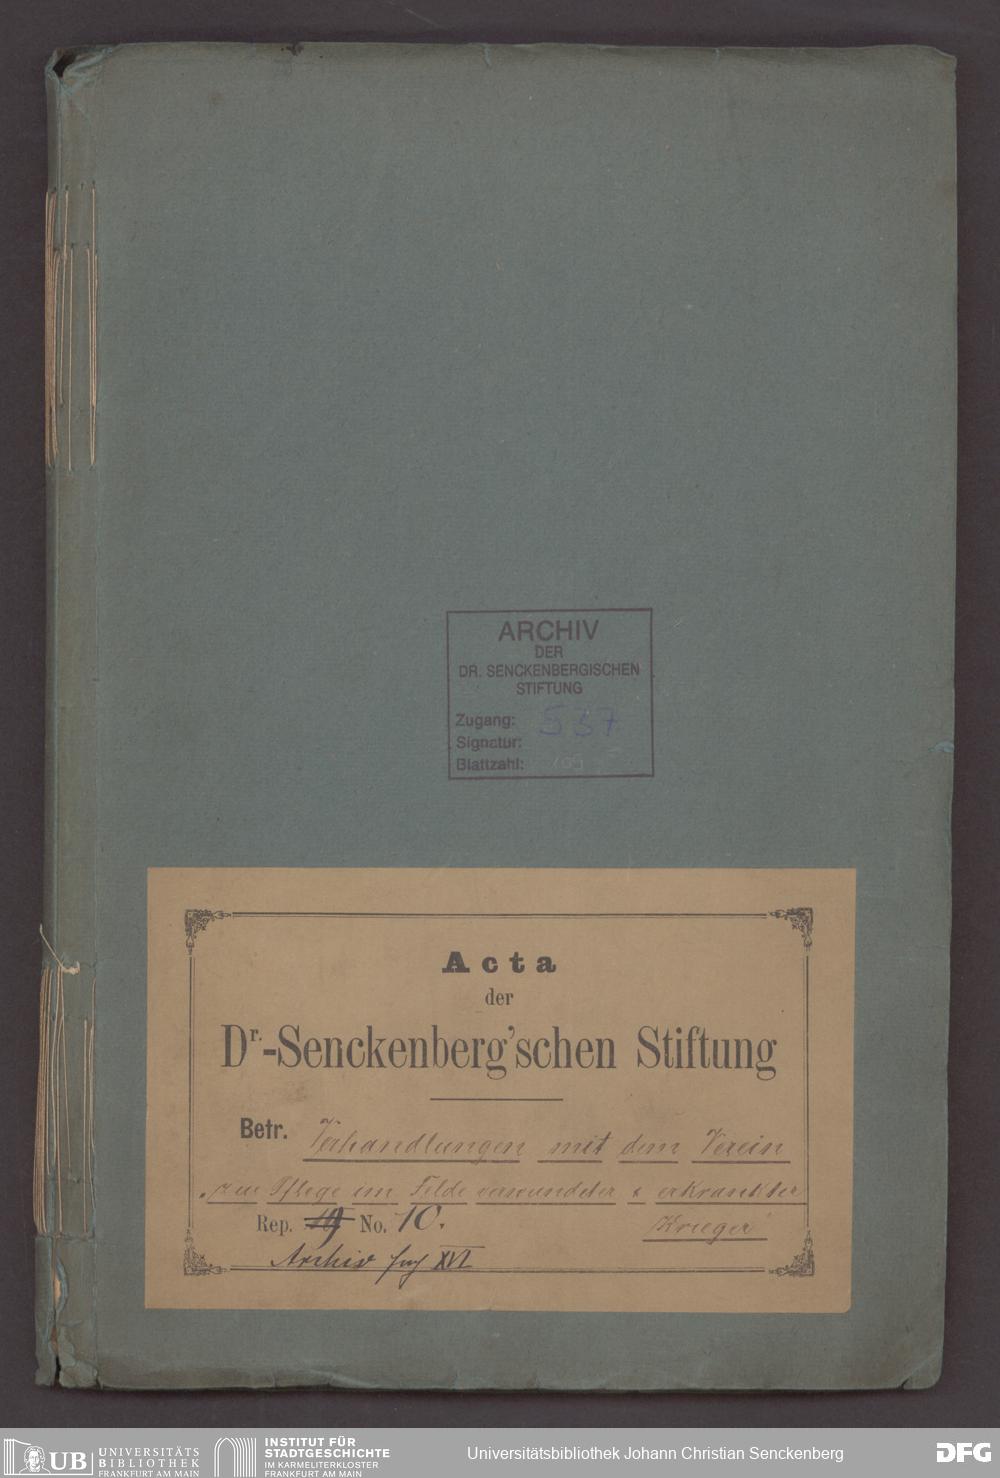 ARCHIV
DER
DR. SENCKENBERGISCHEN
STIFTUNG
Zugang: 537
Signatur:
Blattzahl:
Acta
der
Dr.-Senckenberg'schen Stiftung
Betr. Verhandlungen mit dem Verein
„zur Pflege im Felde verwundeter & erkrankter
Rep. No. 10. Krieger"
Archiv XVI
UB UNIVERSITÄTS
BIBLIOTHEK
FRANKFURT AM MAIN
INSTITUT FÜR
STADTGESCHICHTE
IM KARMELITERKLOSTER
FRANKFURT AM MAIN
Universitätsbibliothek Johann Christian Senckenberg
DFG